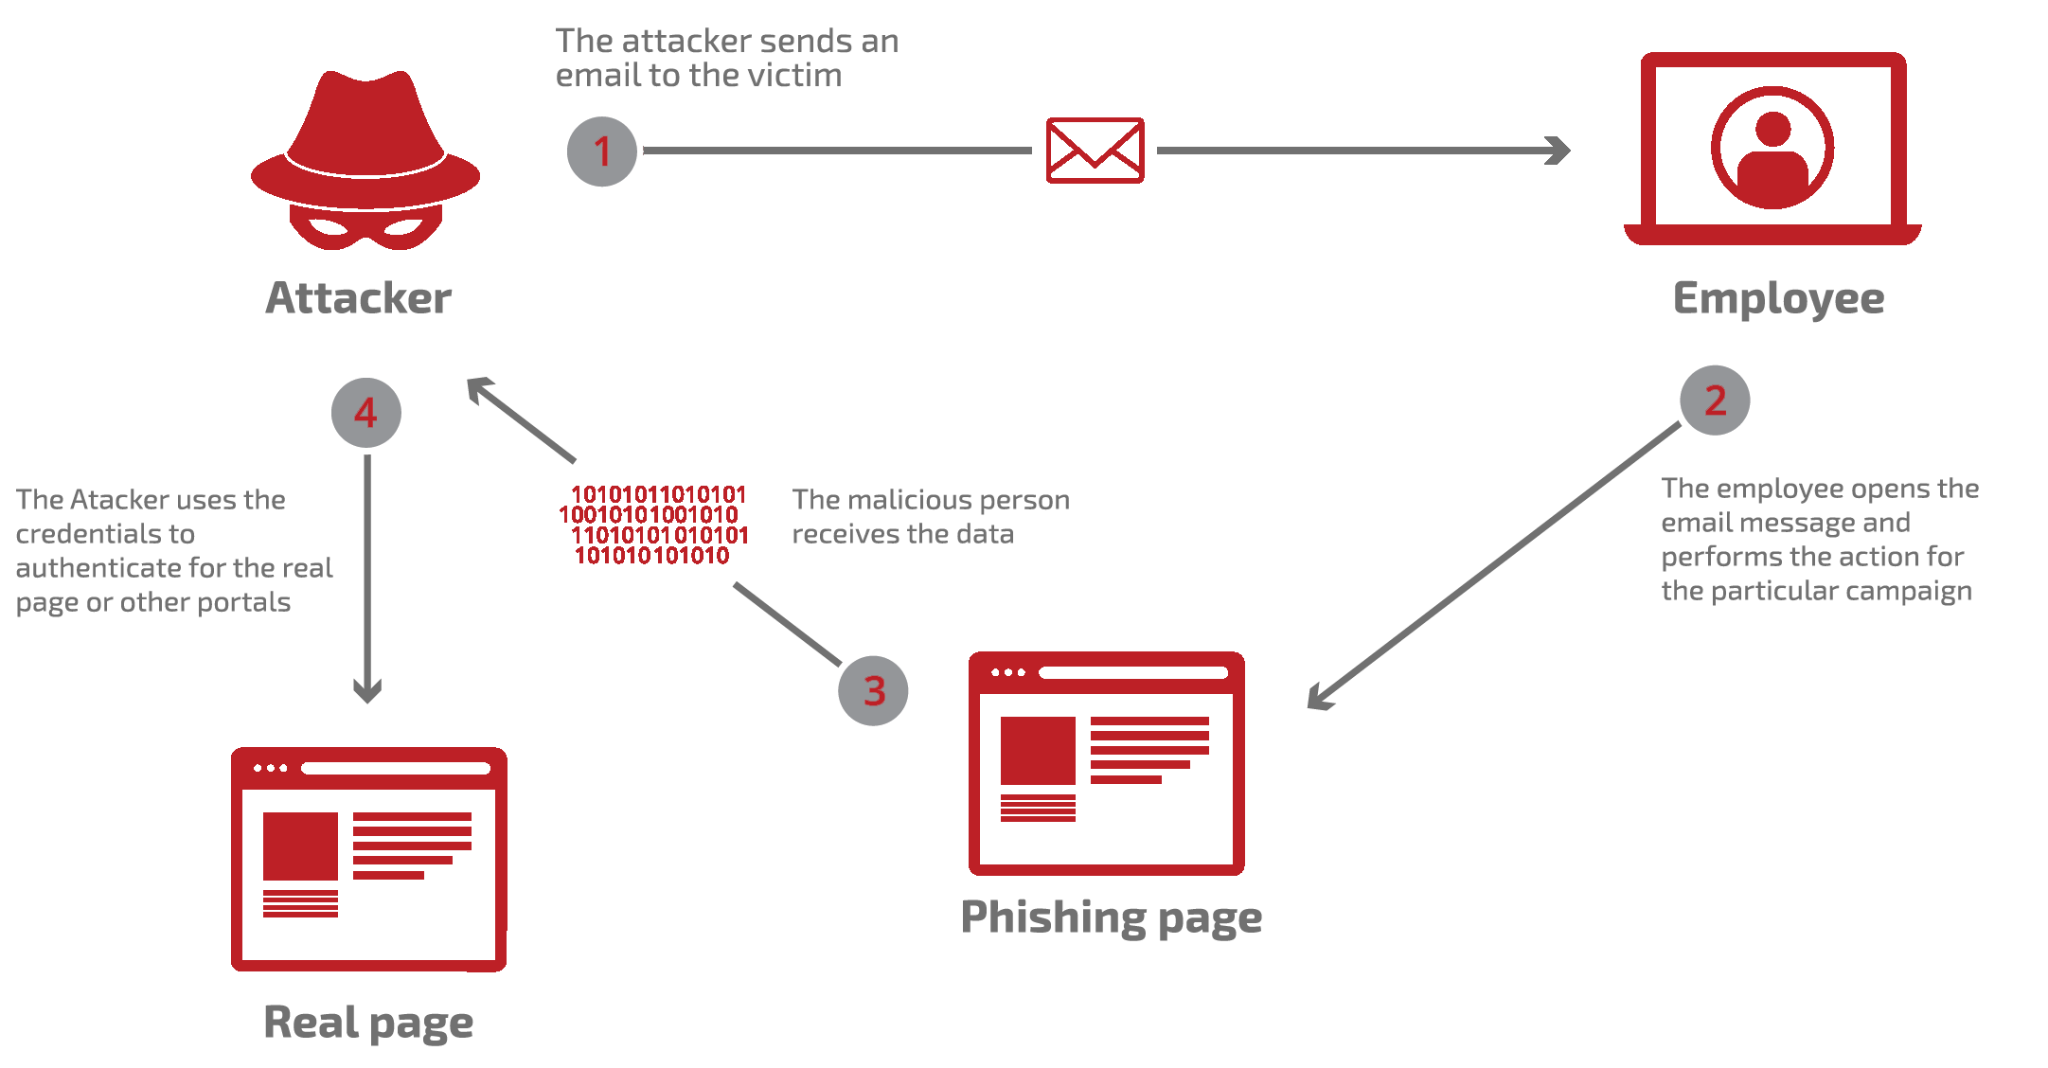 The attacker sends an
email to the victim
1
Attacker
Employee
4
2
The Atacker uses the
credentials to
authenticate for the real
page or other portals
10101011010101
10010101001010
11010101010101
101010101010
The malicious person
receives the data
The employee opens the
email message and
performs the action for
the particular campaign
3
Phishing page
Real page